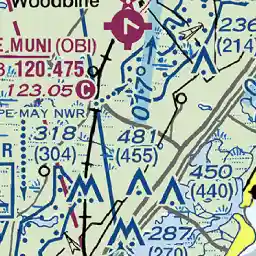 Woodbine
E MUNI (OBI)
120.475
123.05 C
017°
236
(214)
PE-MAY NWR
318
(304)
481
(455)
450
(440)
R
287
(270)